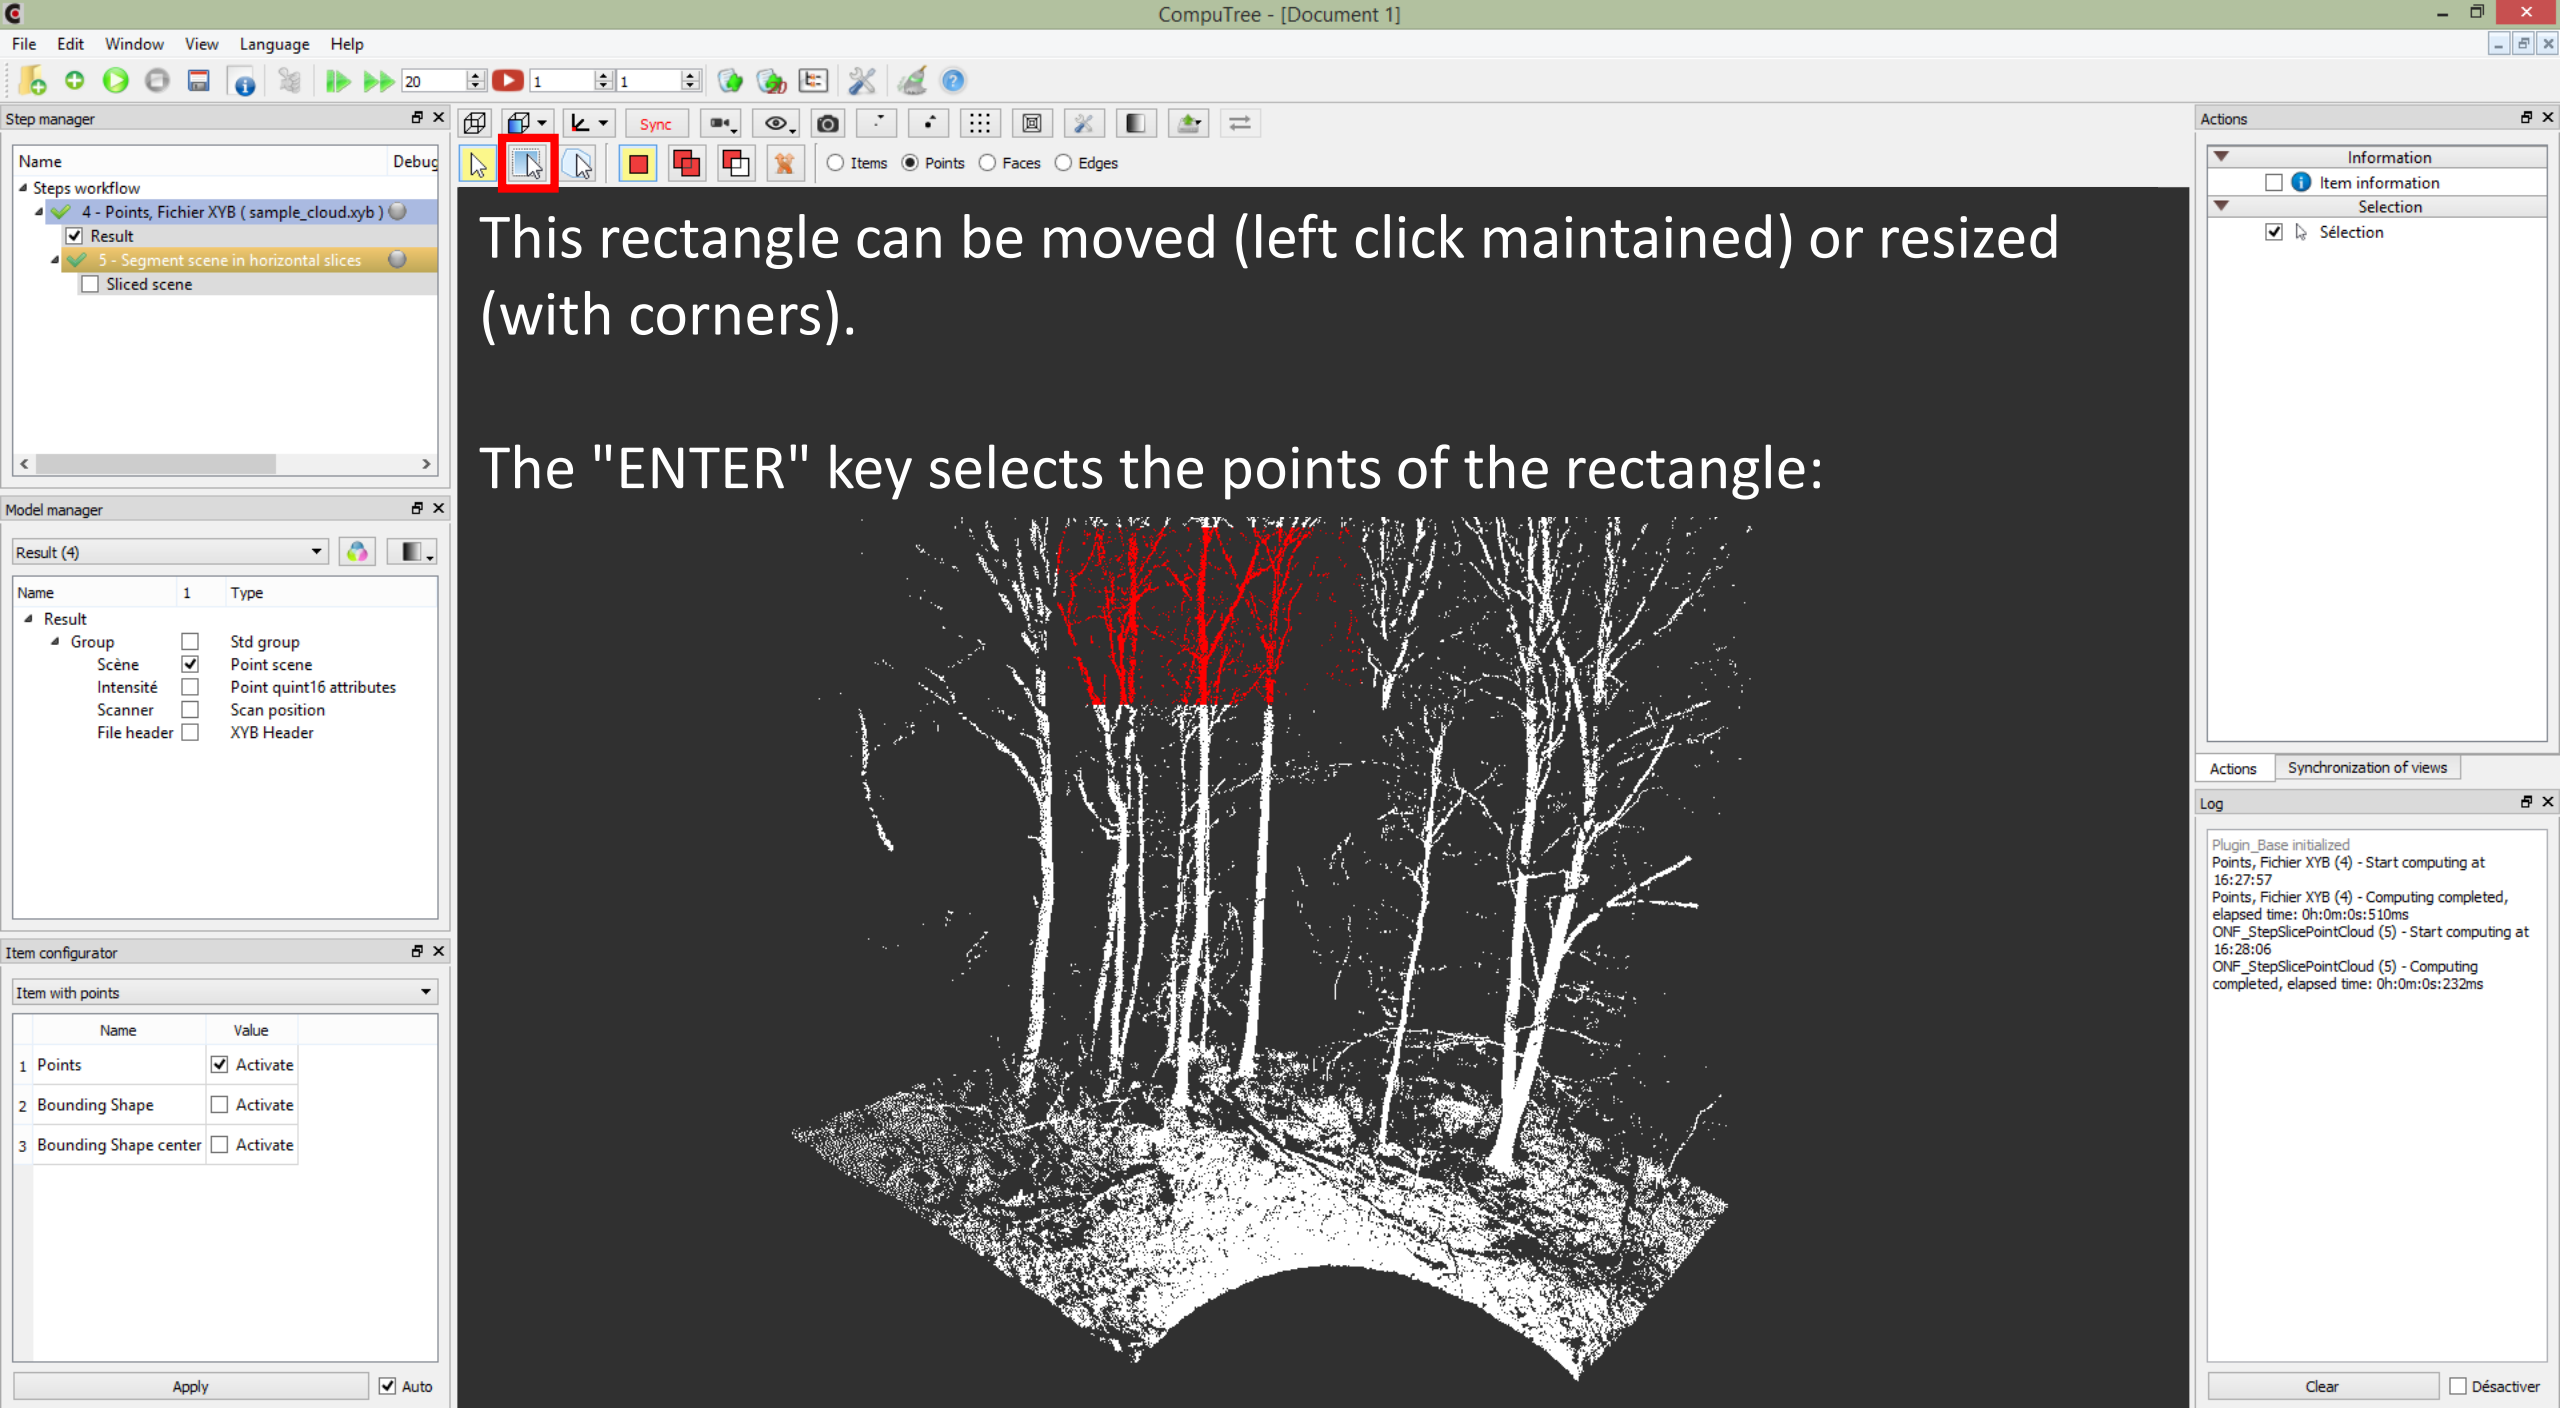 CompuTree - [Document 1]
File Edit Window View Language Help
20 1 1
Step manager
Name Debug
Steps workflow
4 - Points, Fichier XYB ( sample_cloud.xyb )
Result
5 - Segment scene in horizontal slices
Sliced scene
Sync
Items Points Faces Edges
This rectangle can be moved (left click maintained) or resized
(with corners).
The "ENTER" key selects the points of the rectangle:
Model manager
Result (4)
Name 1 Type
Result
Group Std group
Scène Point scene
Intensité Point quint16 attributes
Scanner Scan position
File header XYB Header
Item configurator
Item with points
Name Value
1 Points Activate
2 Bounding Shape Activate
3 Bounding Shape center Activate
Apply Auto
Actions
Information
Item information
Selection
Sélection
Actions Synchronization of views
Log
Plugin_Base initialized
Points, Fichier XYB (4) - Start computing at
16:27:57
Points, Fichier XYB (4) - Computing completed,
elapsed time: 0h:0m:0s:510ms
ONF_StepSlicePointCloud (5) - Start computing at
16:28:06
ONF_StepSlicePointCloud (5) - Computing
completed, elapsed time: 0h:0m:0s:232ms
Clear Désactiver